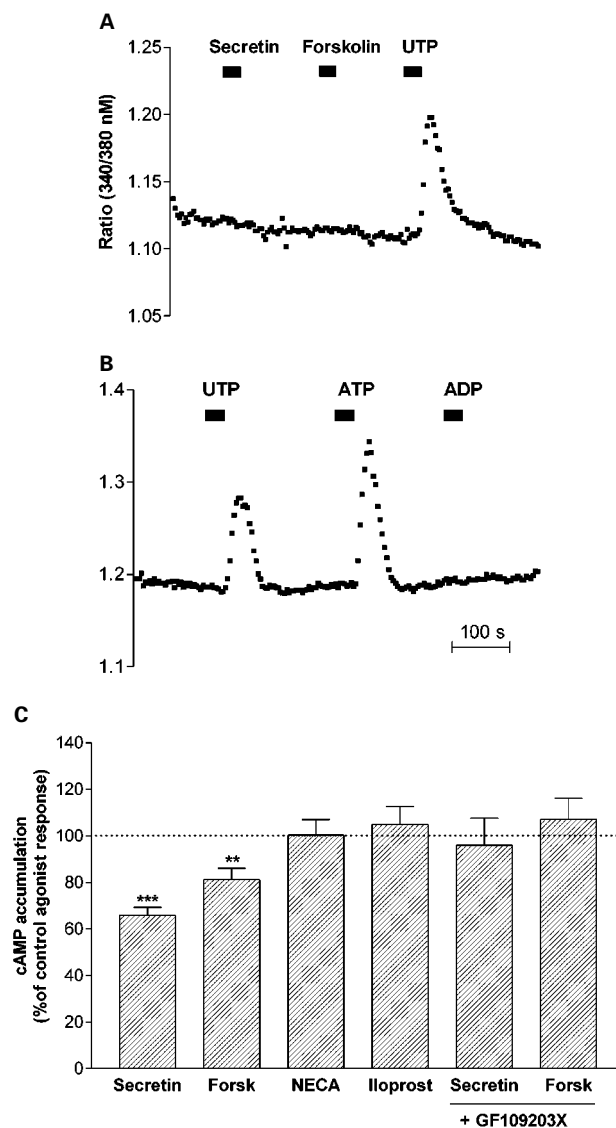 A
Secretin Forskolin UTP
Ratio (340/380 nM)
1.25
1.20
1.15
1.10
1.05
B
UTP ATP ADP
1.4
1.3
1.2
1.1
100 s
C
cAMP accumulation
(%of control agonist response)
140
120
100
80
60
40
20
0
*** **
Secretin Forsk NECA Iloprost Secretin Forsk
+ GF109203X